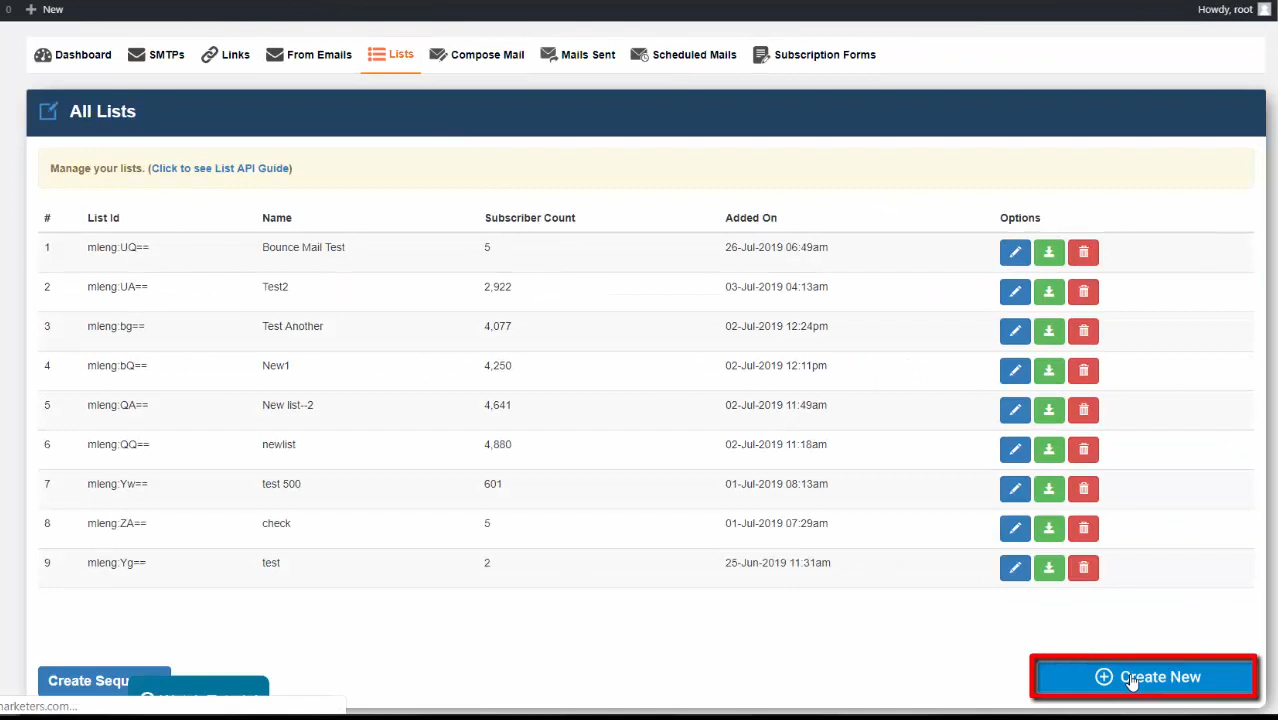 0 + New Howdy, root
Dashboard SMTPs Links From Emails Lists Compose Mail Mails Sent Scheduled Mails Subscription Forms
All Lists
Manage your lists. (Click to see List API Guide)
# List Id Name Subscriber Count Added On Options
1 mleng:UQ== Bounce Mail Test 5 26-Jul-2019 06:49am
2 mleng:UA== Test2 2,922 03-Jul-2019 04:13am
3 mleng:bg== Test Another 4,077 02-Jul-2019 12:24pm
4 mleng:bQ== New1 4,250 02-Jul-2019 12:11pm
5 mleng:QA== New list--2 4,641 02-Jul-2019 11:49am
6 mleng:QQ== newlist 4,880 02-Jul-2019 11:18am
7 mleng:Yw== test 500 601 01-Jul-2019 08:13am
8 mleng:ZA== check 5 01-Jul-2019 07:29am
9 mleng:Yg== test 2 25-Jun-2019 11:31am
Create Sequ
Create New
narketers.com...